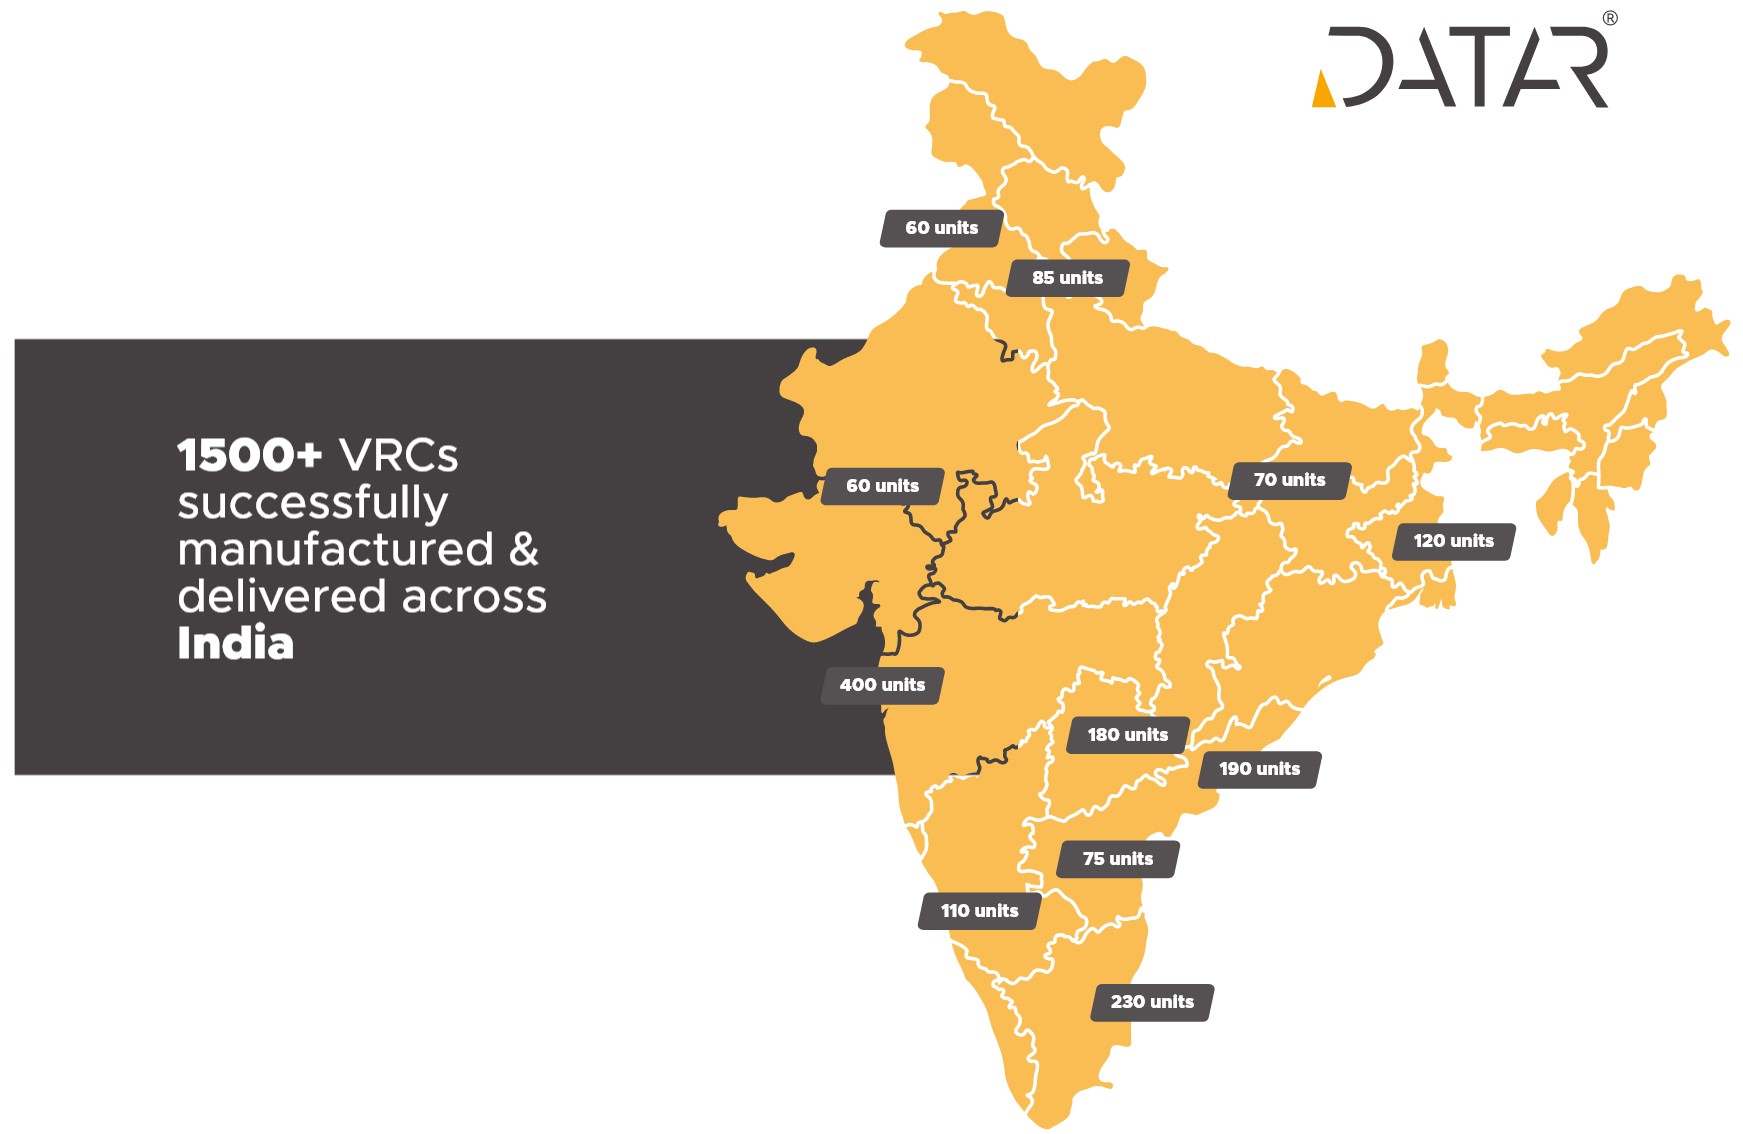 DATAR®
60 units
85 units
1500+ VRCs
successfully
manufactured &
delivered across
India
60 units
70 units
120 units
400 units
180 units
190 units
75 units
110 units
230 units